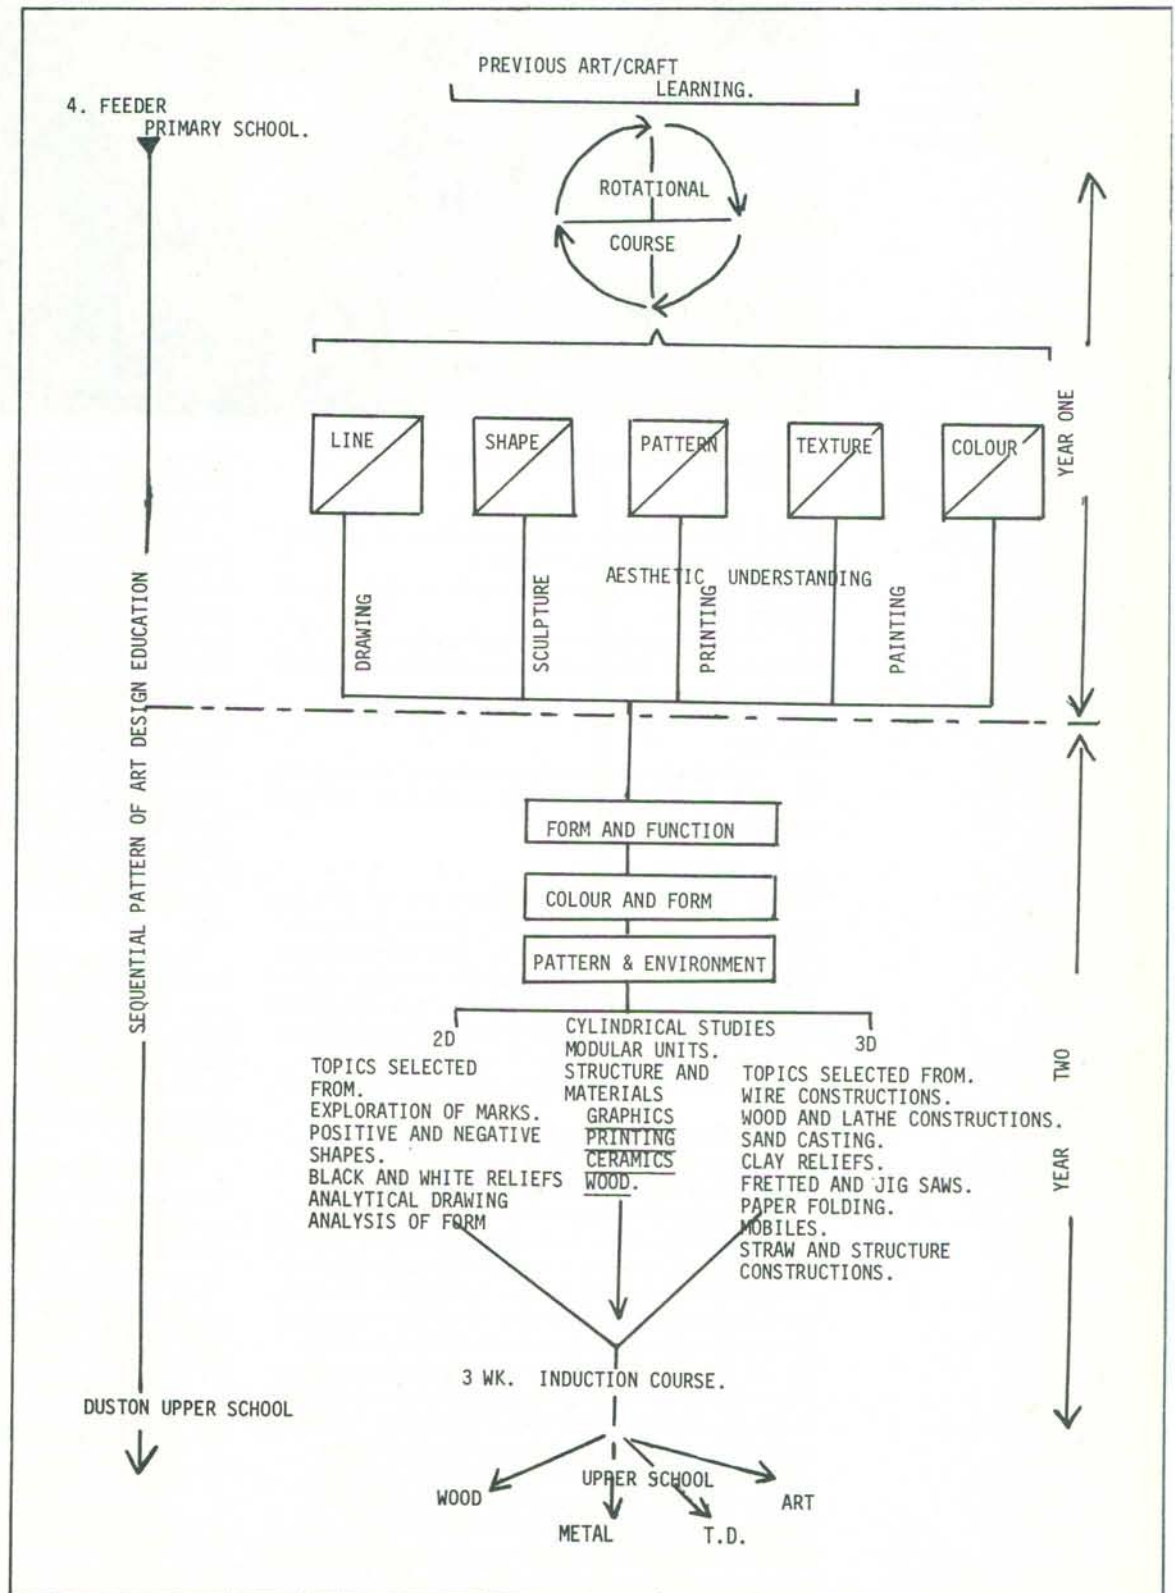 PREVIOUS ART/CRAFT
LEARNING.
4. FEEDER
PRIMARY SCHOOL.
ROTATIONAL
COURSE
LINE
SHAPE
PATTERN
TEXTURE
COLOUR
YEAR ONE
AESTHETIC UNDERSTANDING
DRAWING
SCULPTURE
PRINTING
PAINTING
SEQUENTIAL PATTERN OF ART DESIGN EDUCATION
FORM AND FUNCTION
COLOUR AND FORM
PATTERN & ENVIRONMENT
2D
TOPICS SELECTED
FROM.
EXPLORATION OF MARKS.
POSITIVE AND NEGATIVE
SHAPES.
BLACK AND WHITE RELIEFS
ANALYTICAL DRAWING
ANALYSIS OF FORM
CYLINDRICAL STUDIES
MODULAR UNITS.
STRUCTURE AND
MATERIALS
GRAPHICS
PRINTING
CERAMICS
WOOD.
3D
TOPICS SELECTED FROM.
WIRE CONSTRUCTIONS.
WOOD AND LATHE CONSTRUCTIONS.
SAND CASTING.
CLAY RELIEFS.
FRETTED AND JIG SAWS.
PAPER FOLDING.
MOBILES.
STRAW AND STRUCTURE
CONSTRUCTIONS.
YEAR TWO
3 WK. INDUCTION COURSE.
DUSTON UPPER SCHOOL
UPPER SCHOOL
WOOD
METAL
T.D.
ART